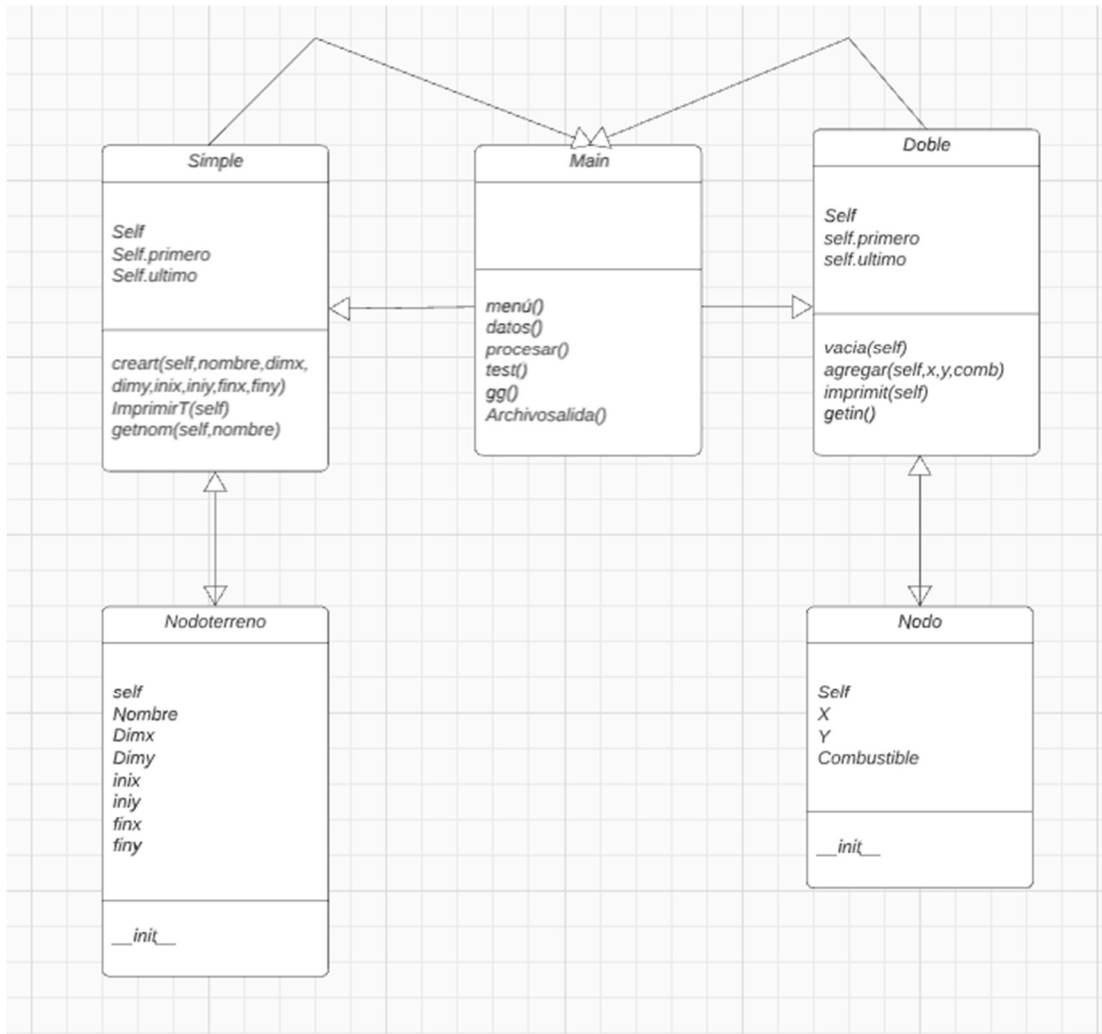 Simple
Self
Self.primero
Self.ultimo
creart(self,nombre,dimx,
dimy,inix,iniy,finx,finy)
ImprimirT(self)
getnom(self,nombre)
Main
menú()
datos()
procesar()
test()
gg()
Archivosalida()
Doble
Self
self.primero
self.ultimo
vacia(self)
agregar(self,x,y,comb)
imprimit(self)
getin()
Nodoterreno
self
Nombre
Dimx
Dimy
inix
iniy
finx
finy
__init__
Nodo
Self
X
Y
Combustible
__init__